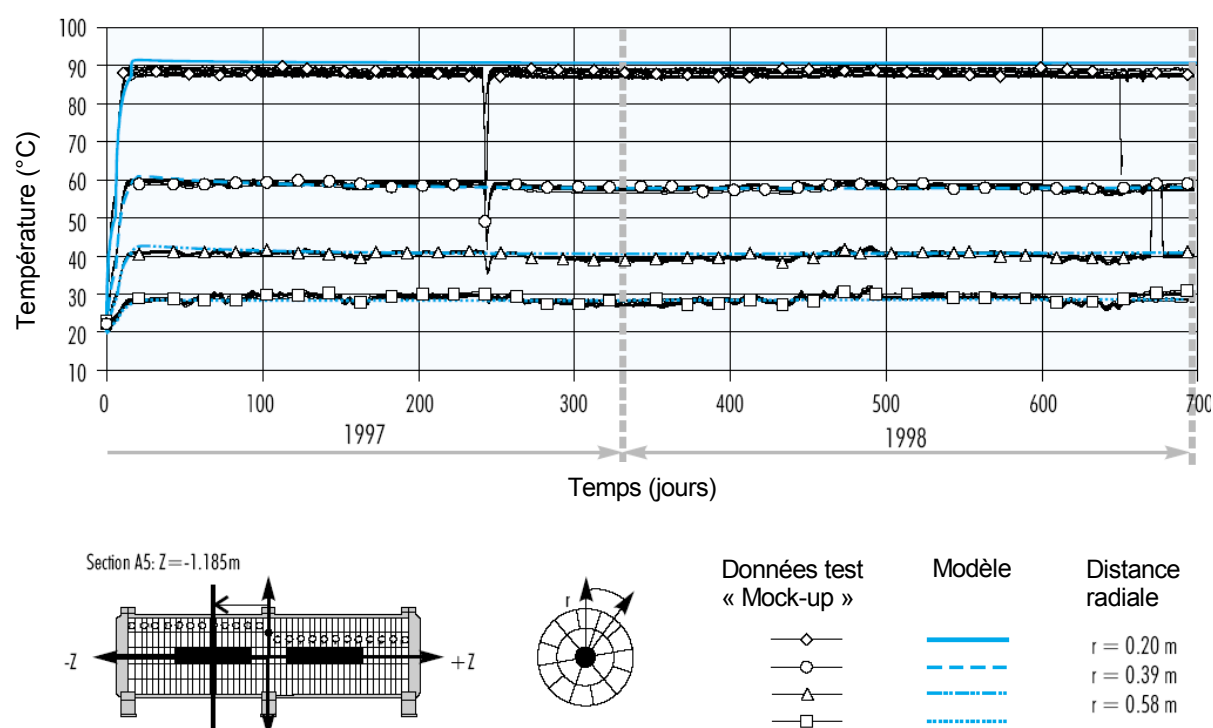 100
90
80
70
60
50
40
30
20
10
Température (°C)
0 100 200 300 400 500 600 700
1997 1998
Temps (jours)
Section A5: Z=-1.185m
-Z +Z
r
Données test « Mock-up »
Modèle
Distance radiale
r = 0.20 m
r = 0.39 m
r = 0.58 m